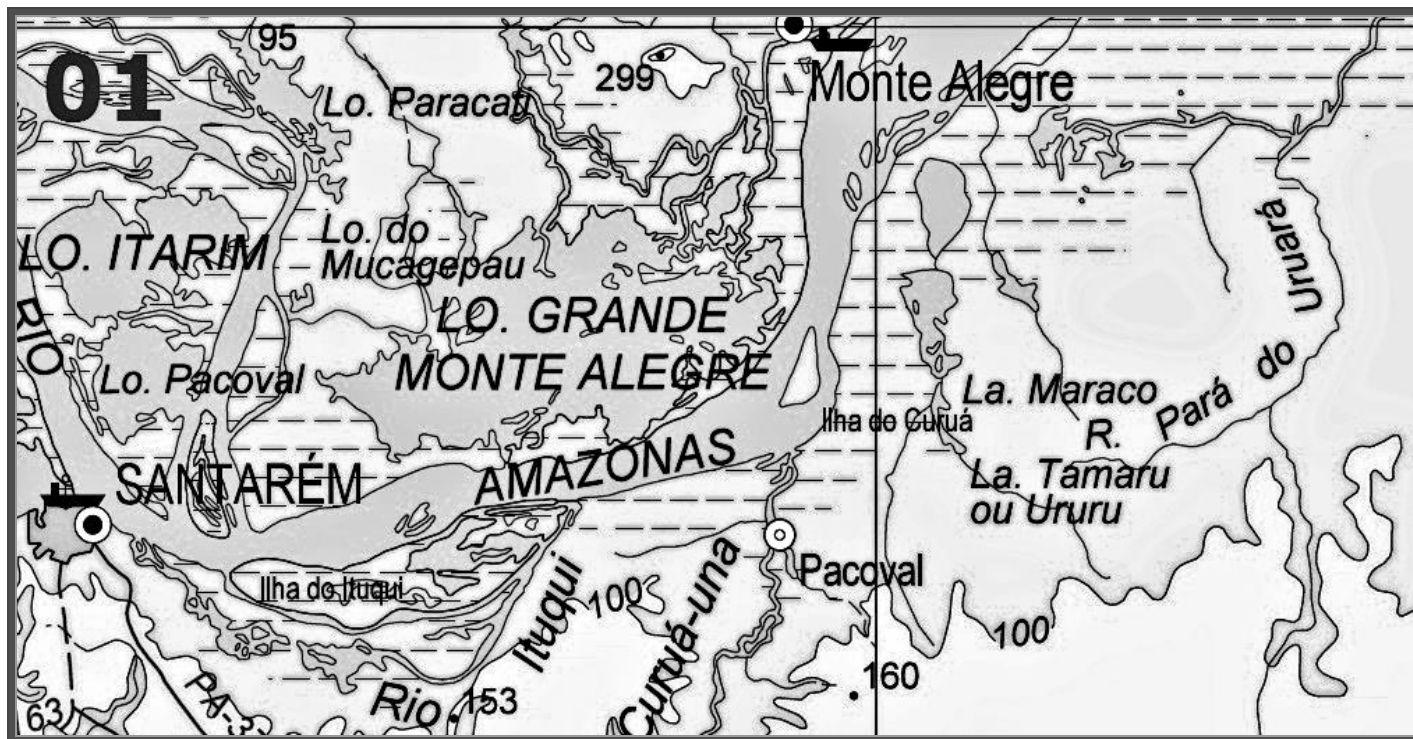 01
95
299
Lo. Paracati
Monte Alegre
LO. ITARIM
Lo. do
Mucagepau
LO. GRANDE
MONTE ALEGRE
RIO
Lo. Pacoval
Uruará
do
Pará
R.
La. Maraco
Ilha do Curuá
La. Tamaru
ou Ururu
SANTARÉM
AMAZONAS
Pacoval
Ilha do Ituqui
Ituqui
Rio
100
Curuá-una
100
160
153
63